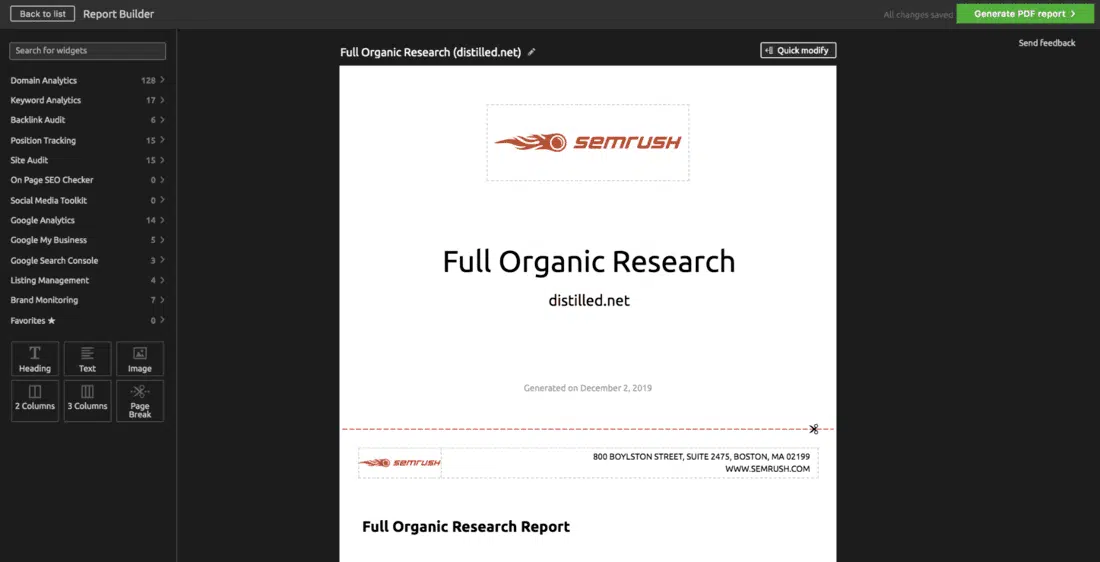 Back to list Report Builder All changes saved Generate PDF report
Send feedback
Search for widgets
Domain Analytics 128
Keyword Analytics 17
Backlink Audit 6
Position Tracking 15
Site Audit 15
On Page SEO Checker 0
Social Media Toolkit 0
Google Analytics 14
Google My Business 5
Google Search Console 3
Listing Management 4
Brand Monitoring 7
Favorites ★ 0
Heading Text Image
2 Columns 3 Columns Page
Break
Full Organic Research (distilled.net) Quick modify
semrush
Full Organic Research
distilled.net
Generated on December 2, 2019
semrush 800 BOYLSTON STREET, SUITE 2475, BOSTON, MA 02199
WWW.SEMRUSH.COM
Full Organic Research Report